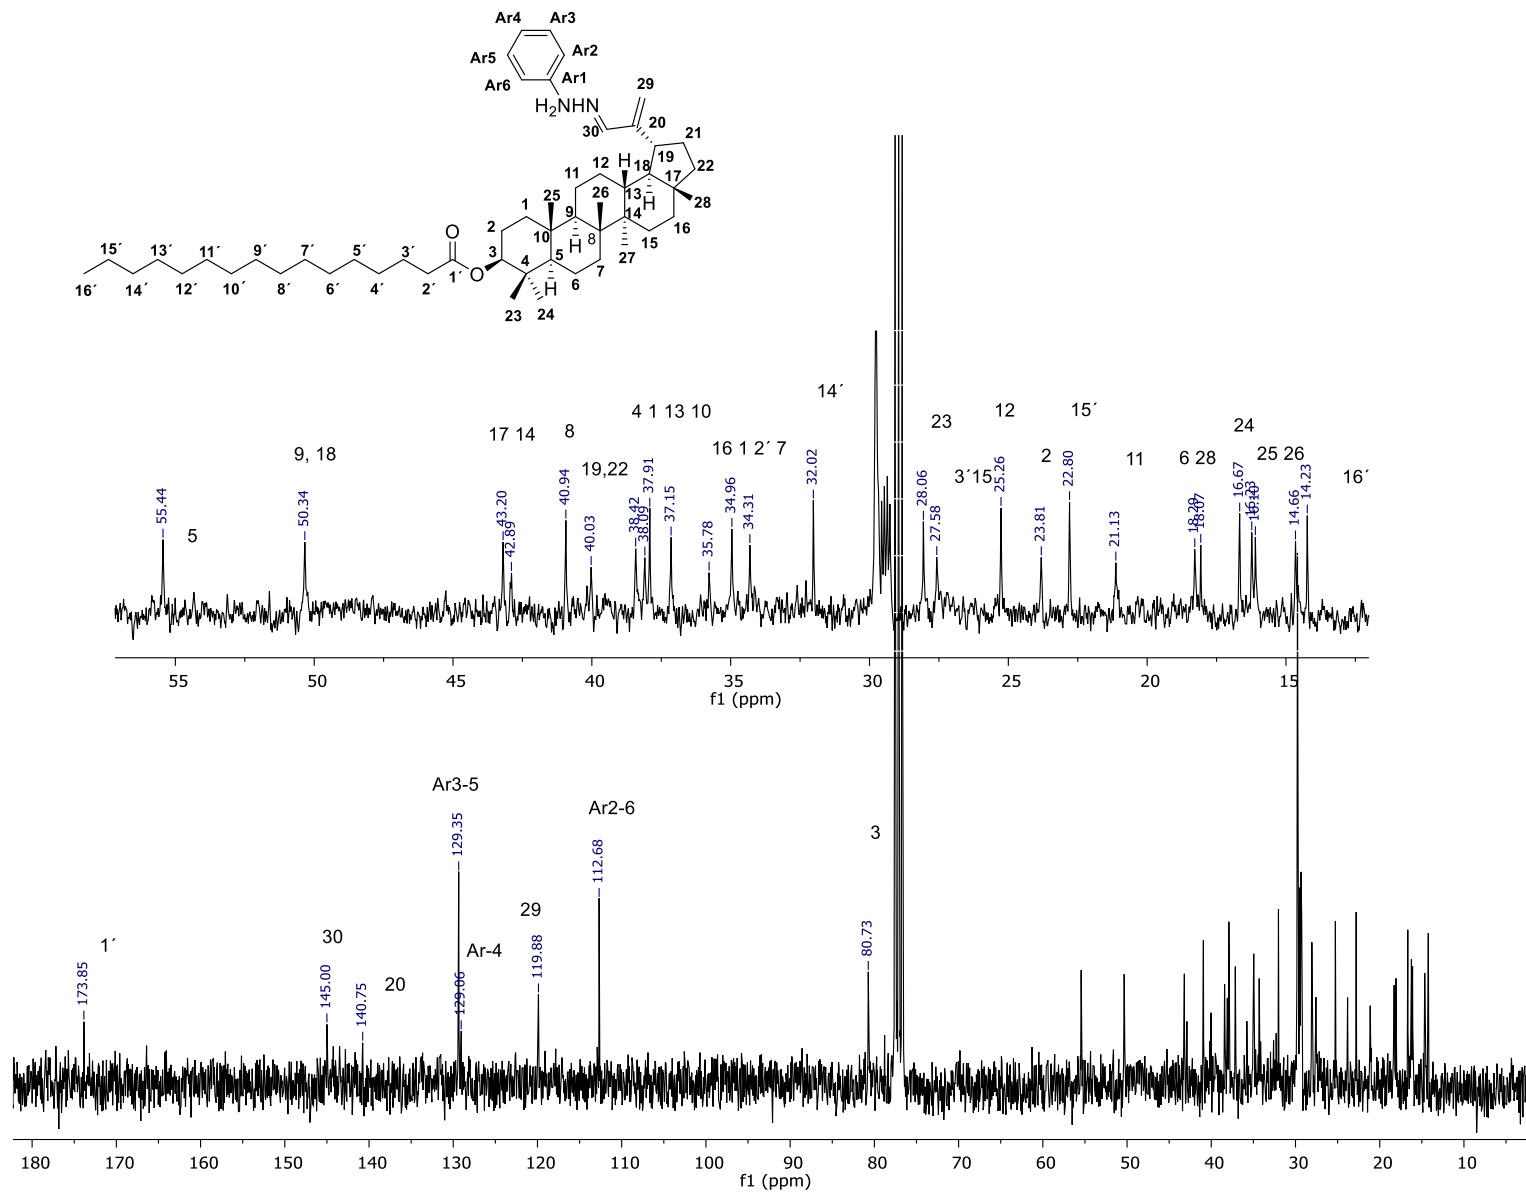 Ar4 Ar3
Ar5 Ar2
Ar6 Ar1
H2NHN N
29
30 20 21
19
12 H 18 22
11 17
25 26 13 H 28
1 14 16
2 9 15
O 10 H 8 27
15´ 13´ 11´ 9´ 7´ 5´ 3´ 3 5 7
1´ O 4 6
16´ 14´ 12´ 10´ 8´ 6´ 4´ 2´ H
23 24
14´
4 1 13 10 23 12 15´ 24
17 14 8 16 1 2´ 7 25 26
9, 18 19,22 3´15 2 11 6 28 16´
5
55.44 50.34 43.20 42.89 40.94 40.03 38.42 38.09 37.91 37.15 35.78 34.96 34.31 32.02 28.06 27.58 25.26 23.81 22.80 21.13 18.29 18.07 16.67 16.23 16.10 14.66 14.23
55 50 45 40 35 30 25 20 15
f1 (ppm)
Ar3-5
Ar2-6
3
29
30 Ar-4
1´
20
173.85 145.00 140.75 129.35 129.06 119.88 112.68 80.73
180 170 160 150 140 130 120 110 100 90 80 70 60 50 40 30 20 10
f1 (ppm)